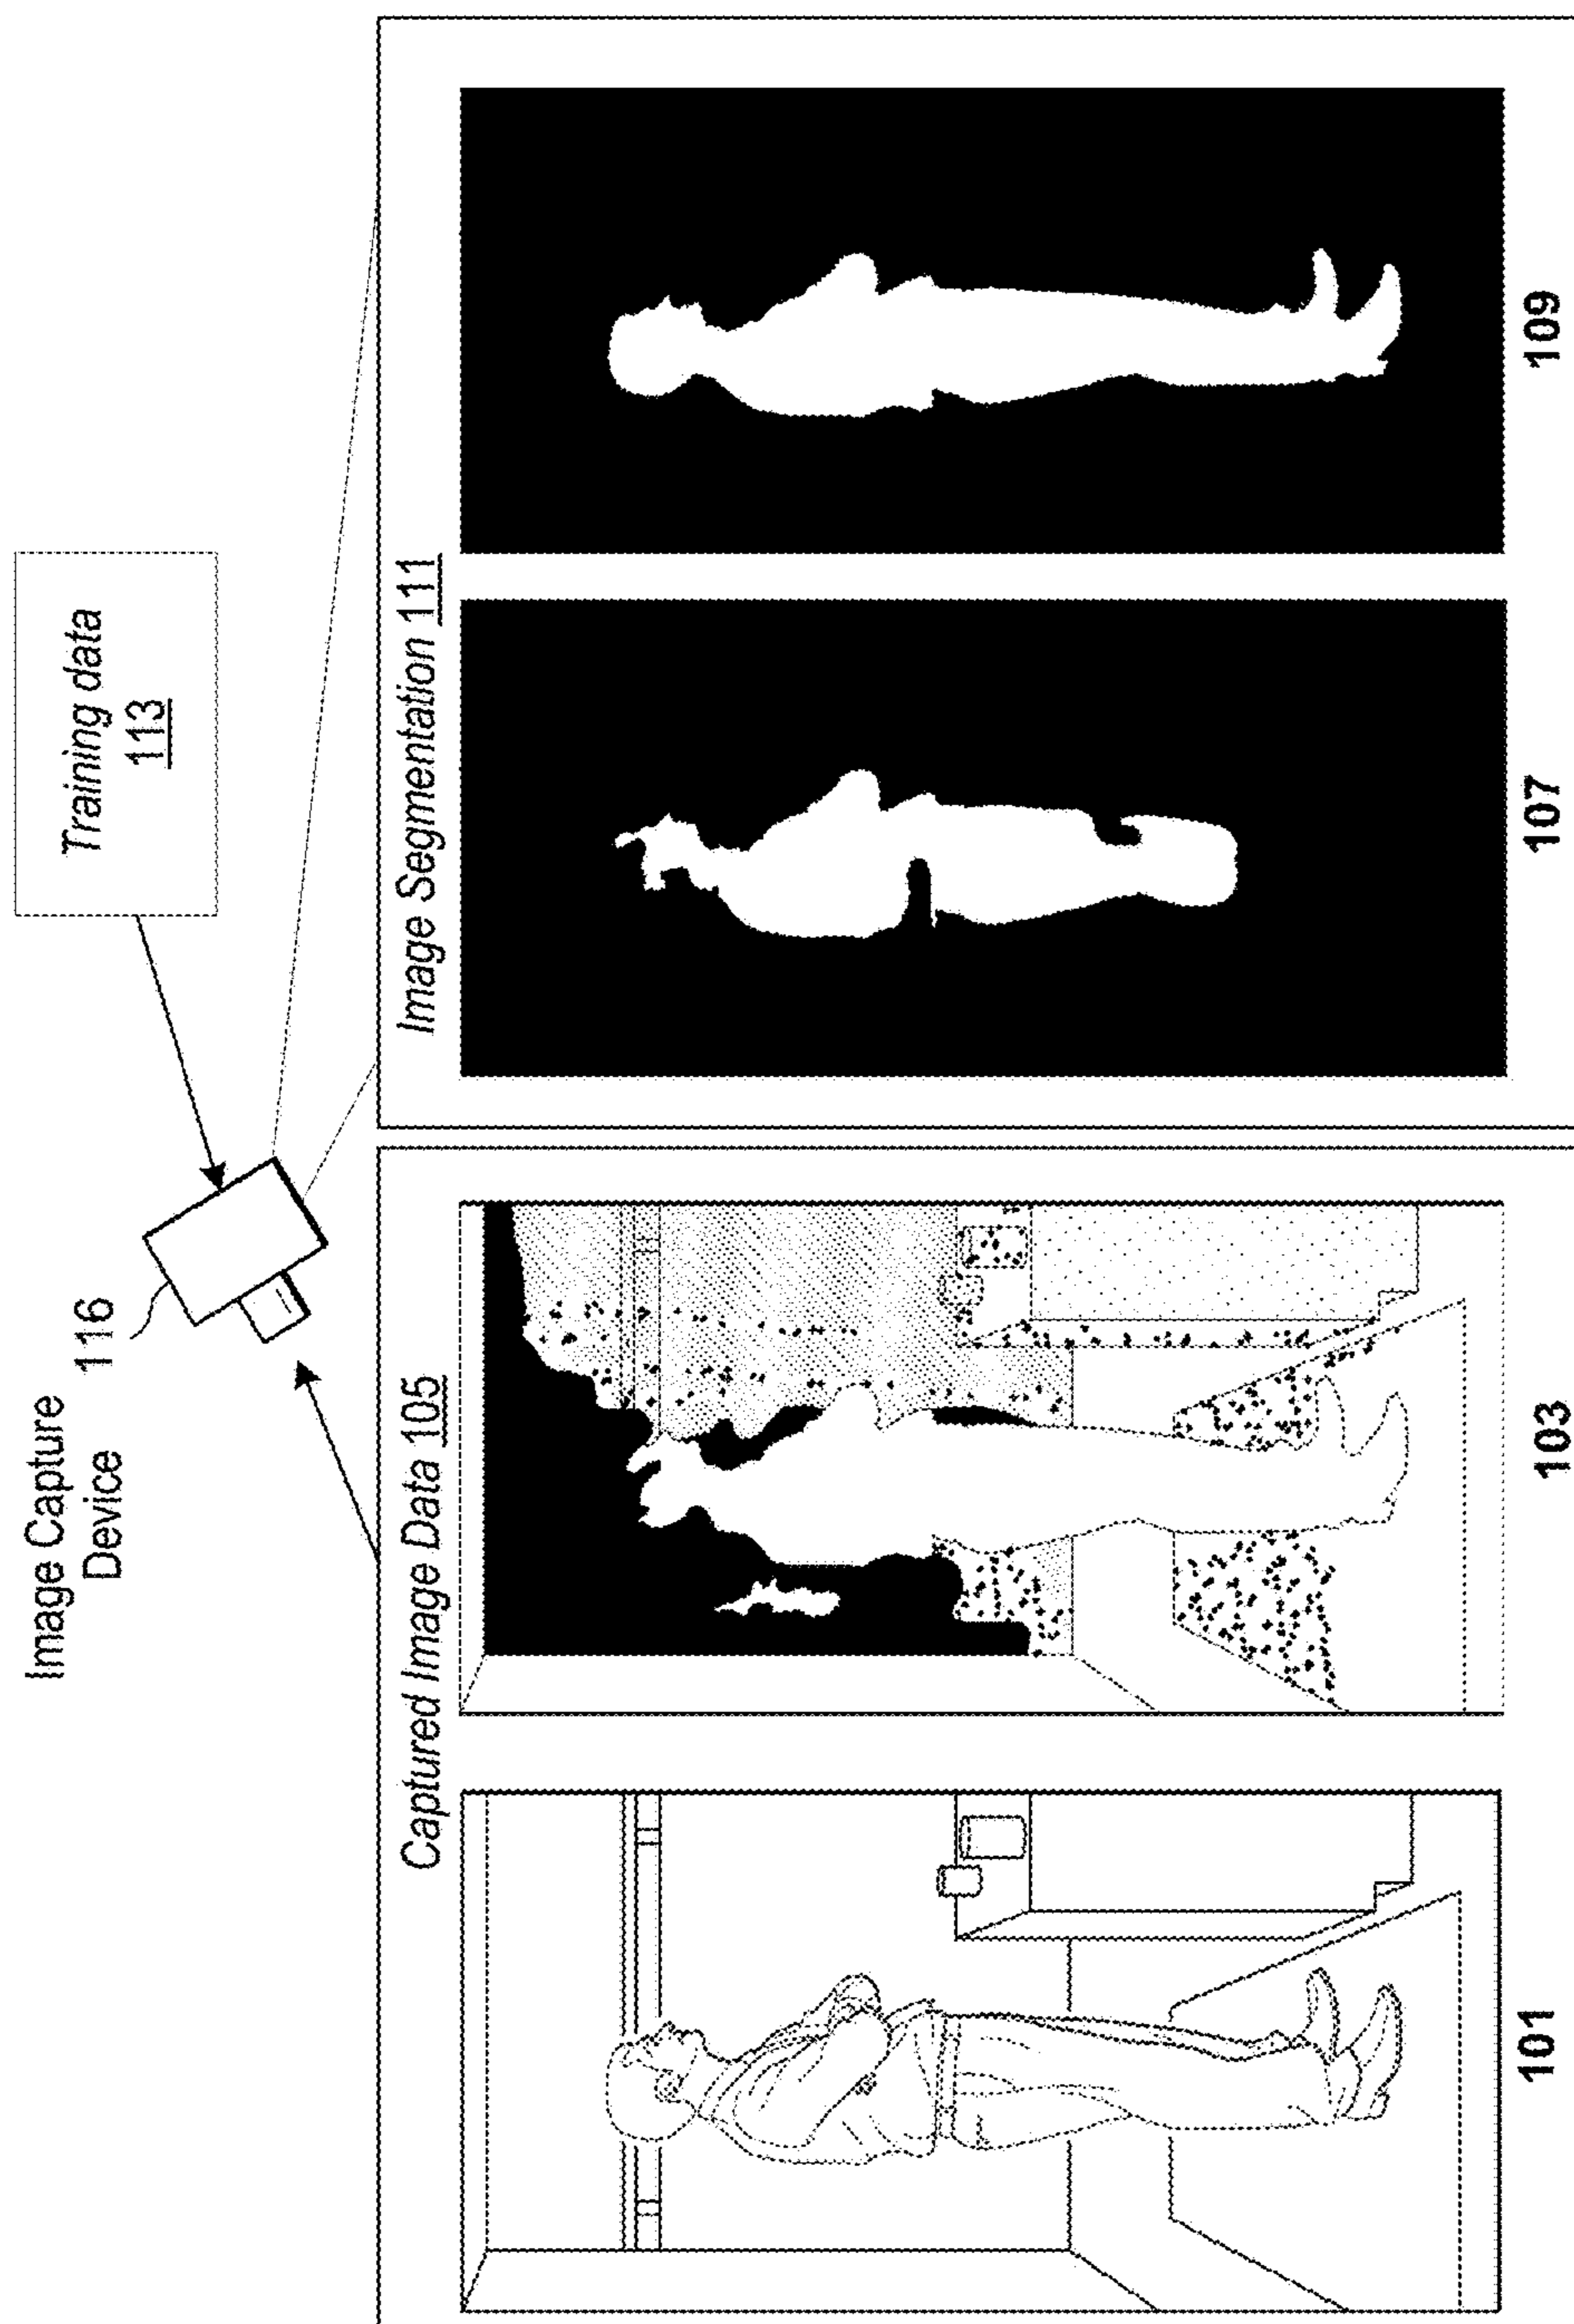 Image Capture
Device 116
Training data
113
Captured Image Data 105
Image Segmentation 111
101
103
107
109